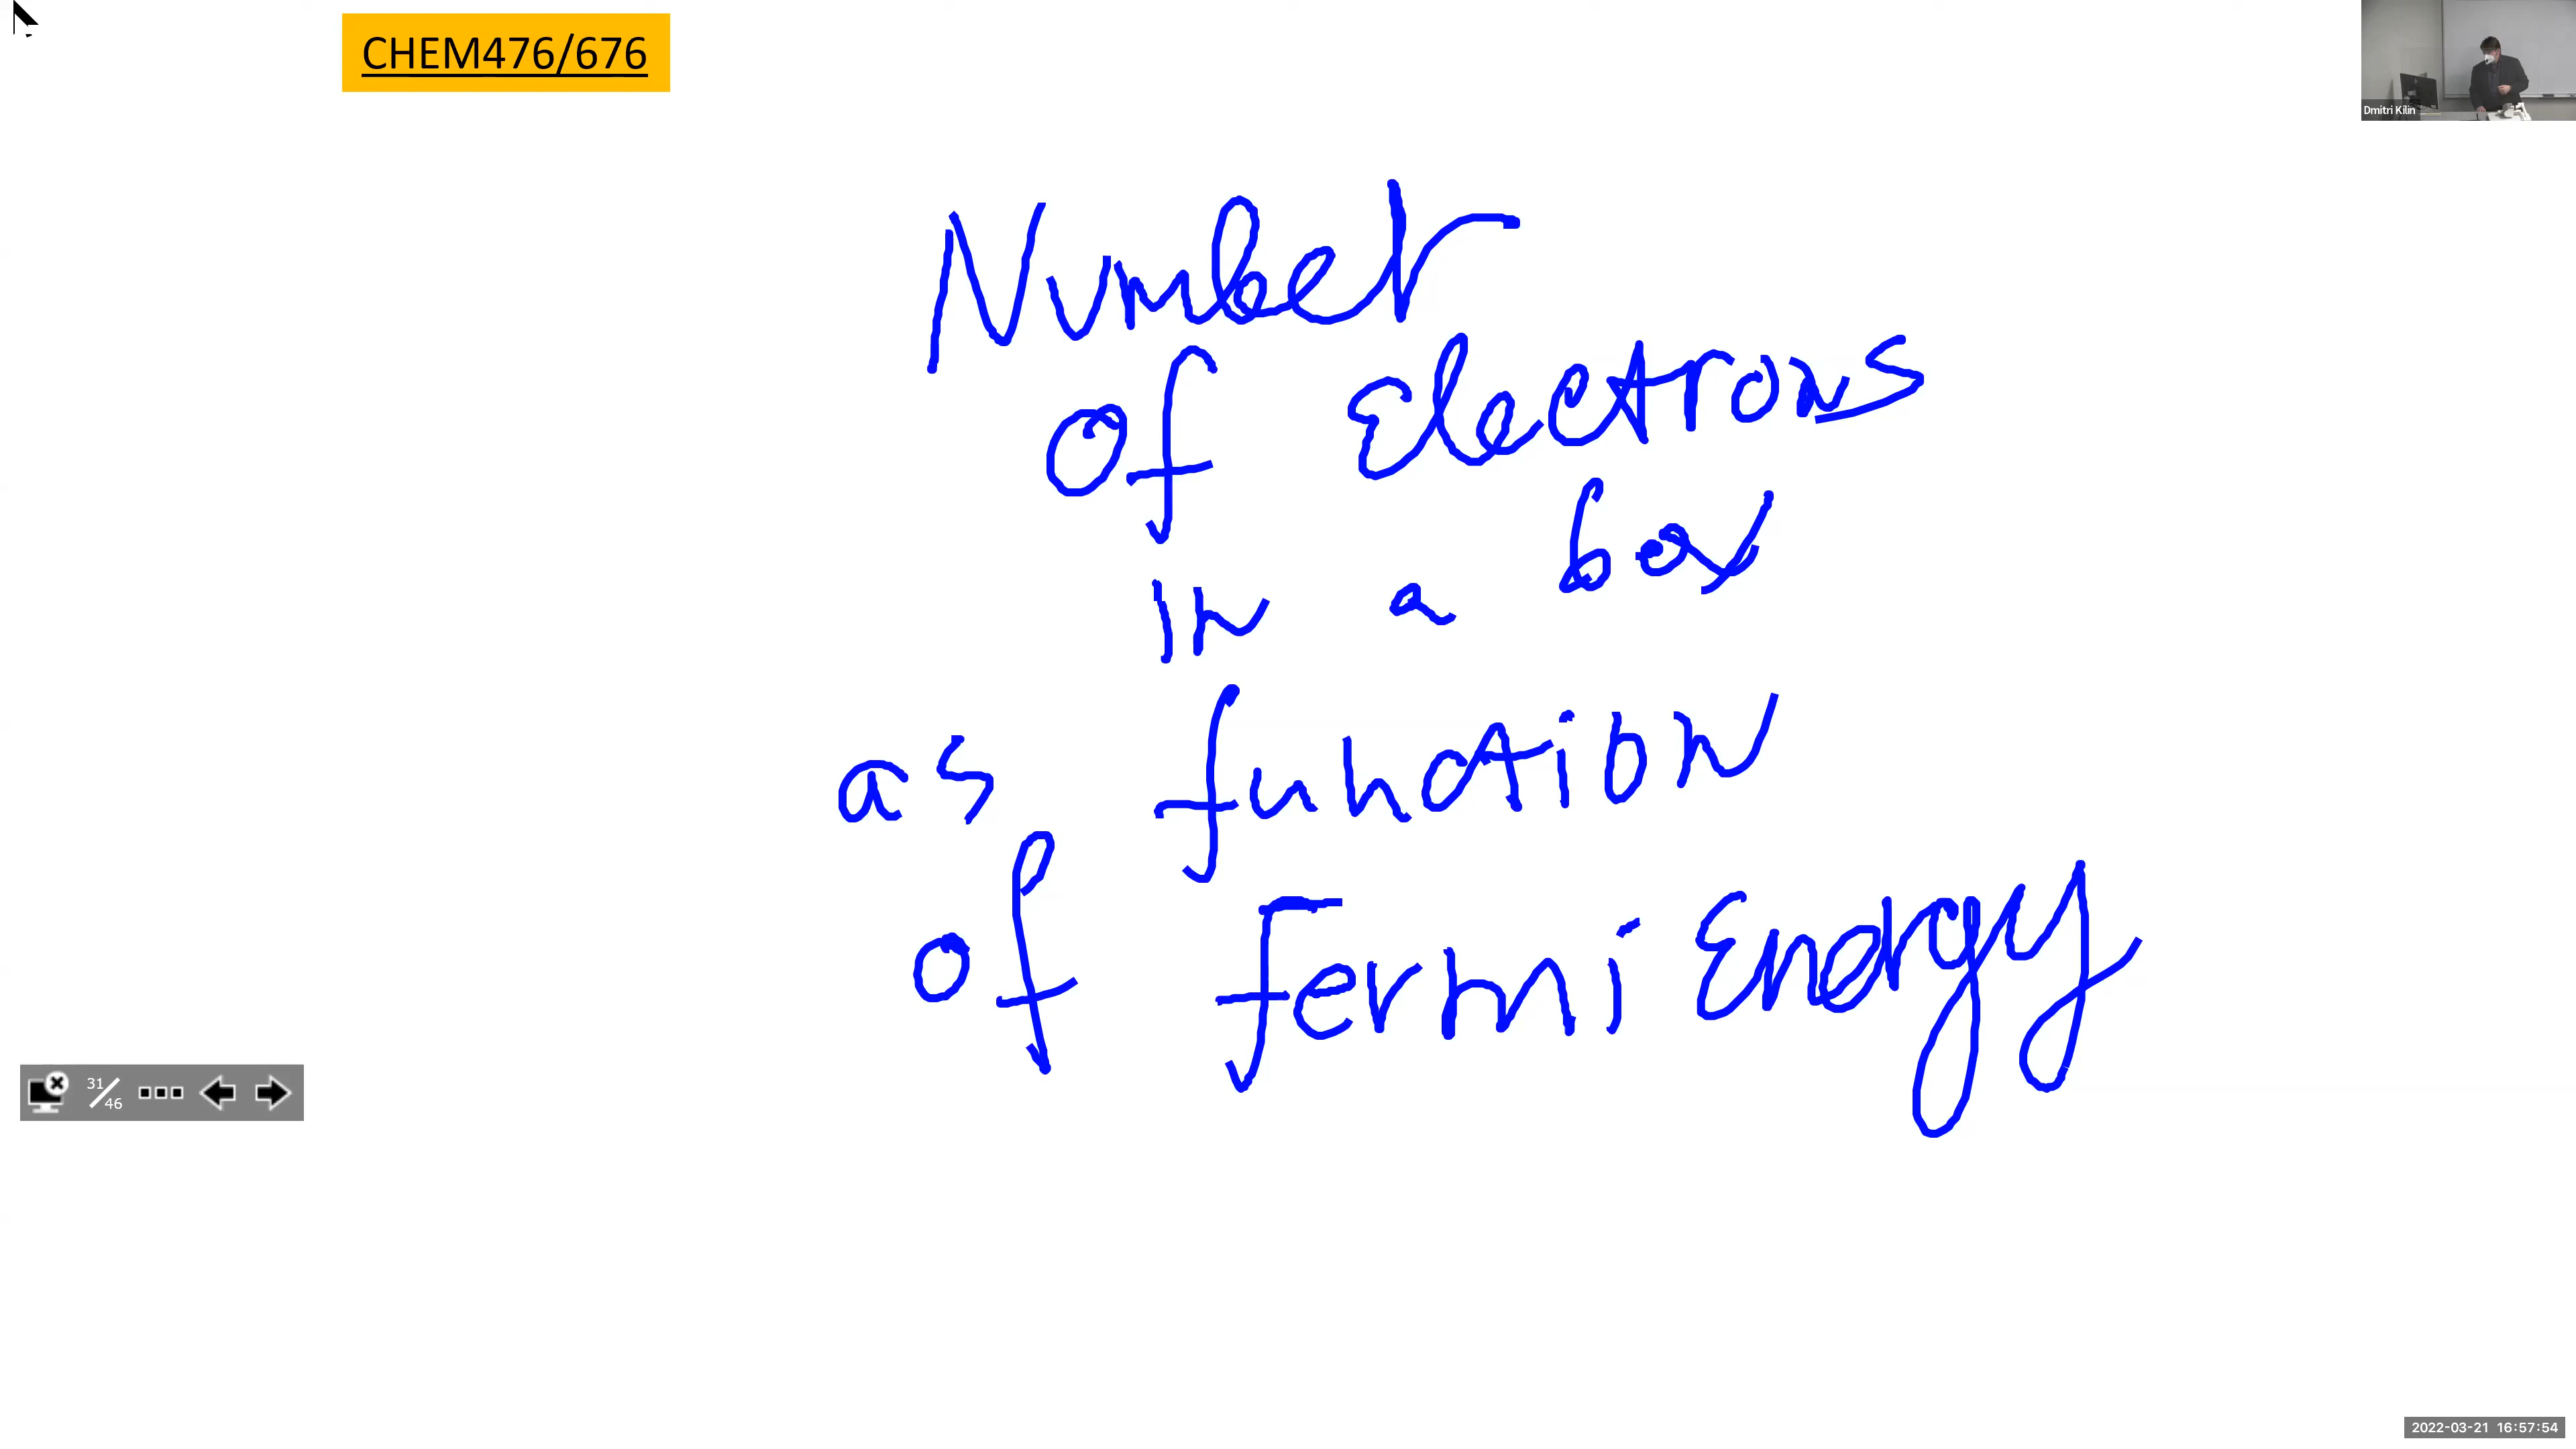 CHEM476/676
Dmitri Kilin
Number
of Electrons
in a box
as function
of Fermi Energy
31/46
2022-03-21 16:57:54